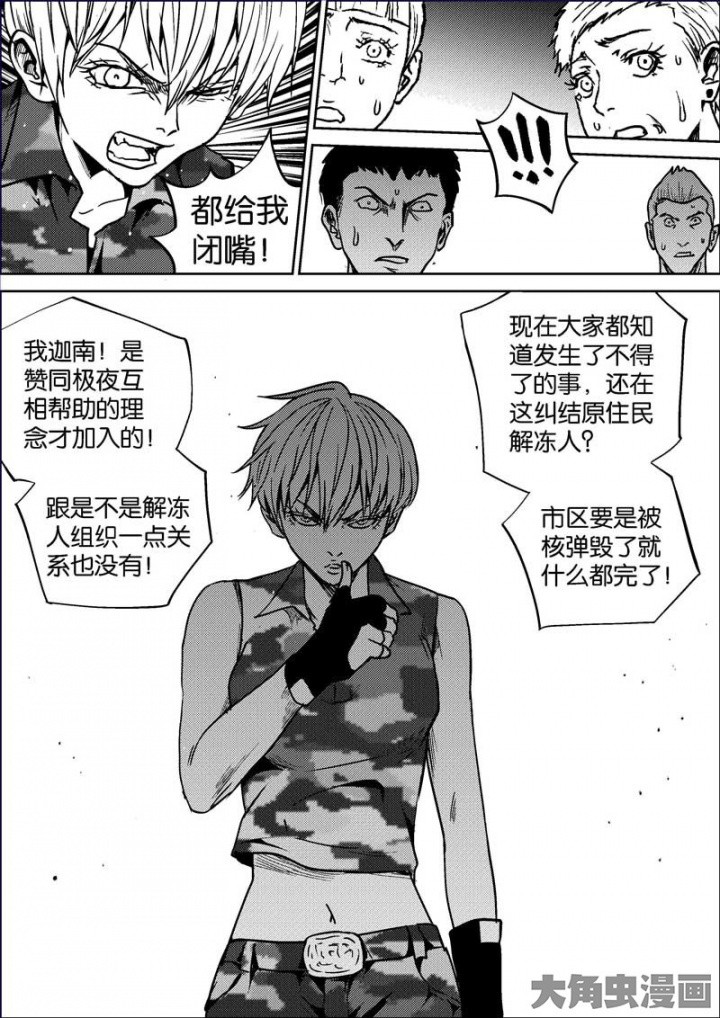 都给我
闭嘴！
!!!
我迦南！是
赞同极夜互
相帮助的理
念才加入的！
跟是不是解冻
人组织一点关
系也没有！
现在大家都知
道发生了不得
了的事，还在
这纠结原住民
解冻人？
市区要是被
核弹毁了就
什么都完了！
大角虫漫画